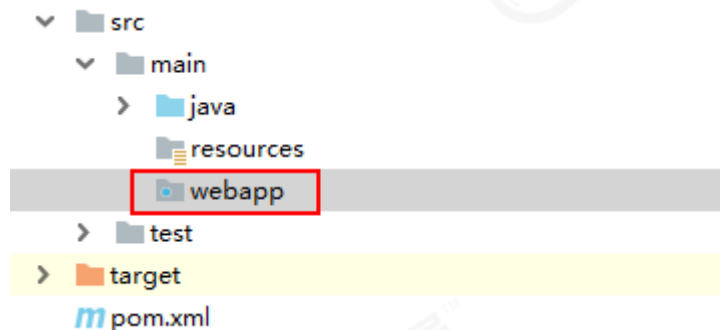 src
main
java
resources
webapp
test
target
m pom.xml